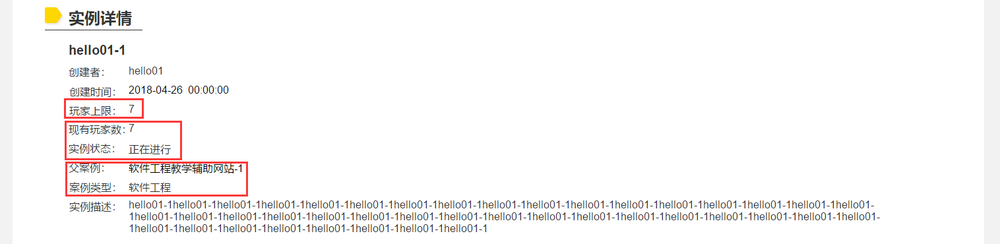 实例详情
hello01-1
创建者： hello01
创建时间： 2018-04-26 00:00:00
玩家上限： 7
现有玩家数： 7
实例状态： 正在进行
父案例： 软件工程教学辅助网站-1
案例类型： 软件工程
实例描述： hello01-1hello01-1hello01-1hello01-1hello01-1hello01-1hello01-1hello01-1hello01-1hello01-1hello01-1hello01-1hello01-1hello01-1hello01-1hello01-1hello01-
1hello01-1hello01-1hello01-1hello01-1hello01-1hello01-1hello01-1hello01-1hello01-1hello01-1hello01-1hello01-1hello01-1hello01-1hello01-1hello01-1hello01-
1hello01-1hello01-1hello01-1hello01-1hello01-1hello01-1hello01-1hello01-1